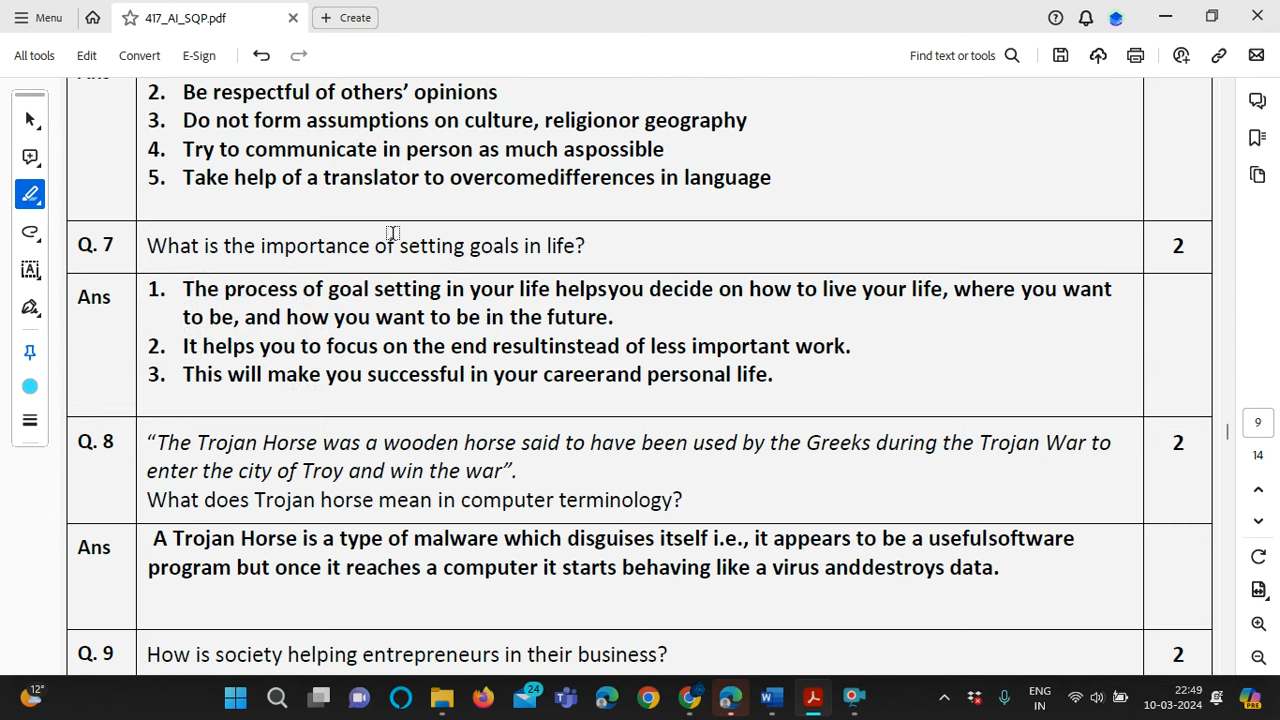 Menu
417_AI_SQP.pdf
Create
All tools
Edit
Convert
E-Sign
Find text or tools
2. Be respectful of others’ opinions
3. Do not form assumptions on culture, religionor geography
4. Try to communicate in person as much aspossible
5. Take help of a translator to overcomedifferences in language
Q. 7 What is the importance of setting goals in life? 2
Ans 1. The process of goal setting in your life helpsyou decide on how to live your life, where you want
to be, and how you want to be in the future.
2. It helps you to focus on the end resultinstead of less important work.
3. This will make you successful in your careerand personal life.
Q. 8 “The Trojan Horse was a wooden horse said to have been used by the Greeks during the Trojan War to 2
enter the city of Troy and win the war”.
What does Trojan horse mean in computer terminology?
Ans A Trojan Horse is a type of malware which disguises itself i.e., it appears to be a usefulsoftware
program but once it reaches a computer it starts behaving like a virus anddestroys data.
Q. 9 How is society helping entrepreneurs in their business? 2
9
14
12°
24
ENG
IN
22:49
10-03-2024
PRE